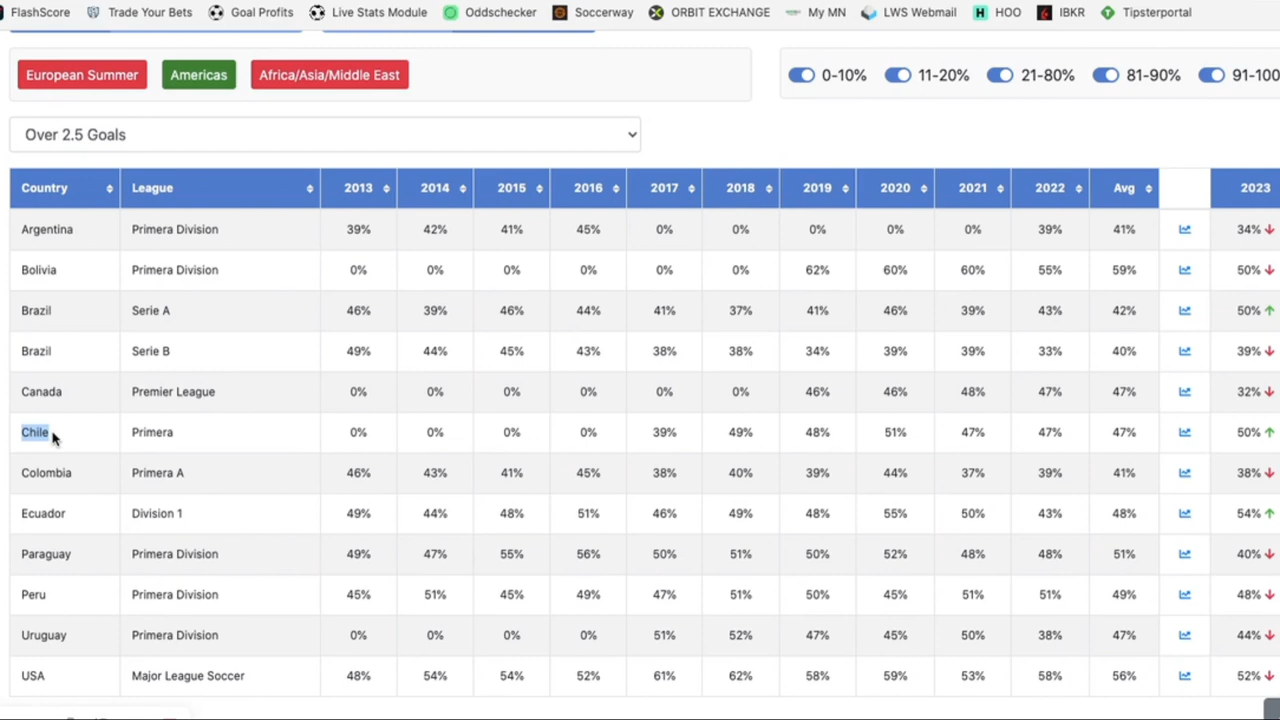 FlashScore Trade Your Bets Goal Profits Live Stats Module Oddschecker Soccerway ORBIT EXCHANGE My MN LWS Webmail HOO IBKR Tipsterportal
European Summer Americas Africa/Asia/Middle East 0-10% 11-20% 21-80% 81-90% 91-100
Over 2.5 Goals
Country League 2013 2014 2015 2016 2017 2018 2019 2020 2021 2022 Avg 2023
Argentina Primera Division 39% 42% 41% 45% 0% 0% 0% 0% 0% 39% 41% 34%
Bolivia Primera Division 0% 0% 0% 0% 0% 0% 62% 60% 60% 55% 59% 50%
Brazil Serie A 46% 39% 46% 44% 41% 37% 41% 46% 39% 43% 42% 50%
Brazil Serie B 49% 44% 45% 43% 38% 38% 34% 39% 39% 33% 40% 39%
Canada Premier League 0% 0% 0% 0% 0% 0% 46% 46% 48% 47% 47% 32%
Chile Primera 0% 0% 0% 0% 39% 49% 48% 51% 47% 47% 47% 50%
Colombia Primera A 46% 43% 41% 45% 38% 40% 39% 44% 37% 39% 41% 38%
Ecuador Division 1 49% 44% 48% 51% 46% 49% 48% 55% 50% 43% 48% 54%
Paraguay Primera Division 49% 47% 55% 56% 50% 51% 50% 52% 48% 48% 51% 40%
Peru Primera Division 45% 51% 45% 49% 47% 51% 50% 45% 51% 51% 49% 48%
Uruguay Primera Division 0% 0% 0% 0% 51% 52% 47% 45% 50% 38% 47% 44%
USA Major League Soccer 48% 54% 54% 52% 61% 62% 58% 59% 53% 58% 56% 52%